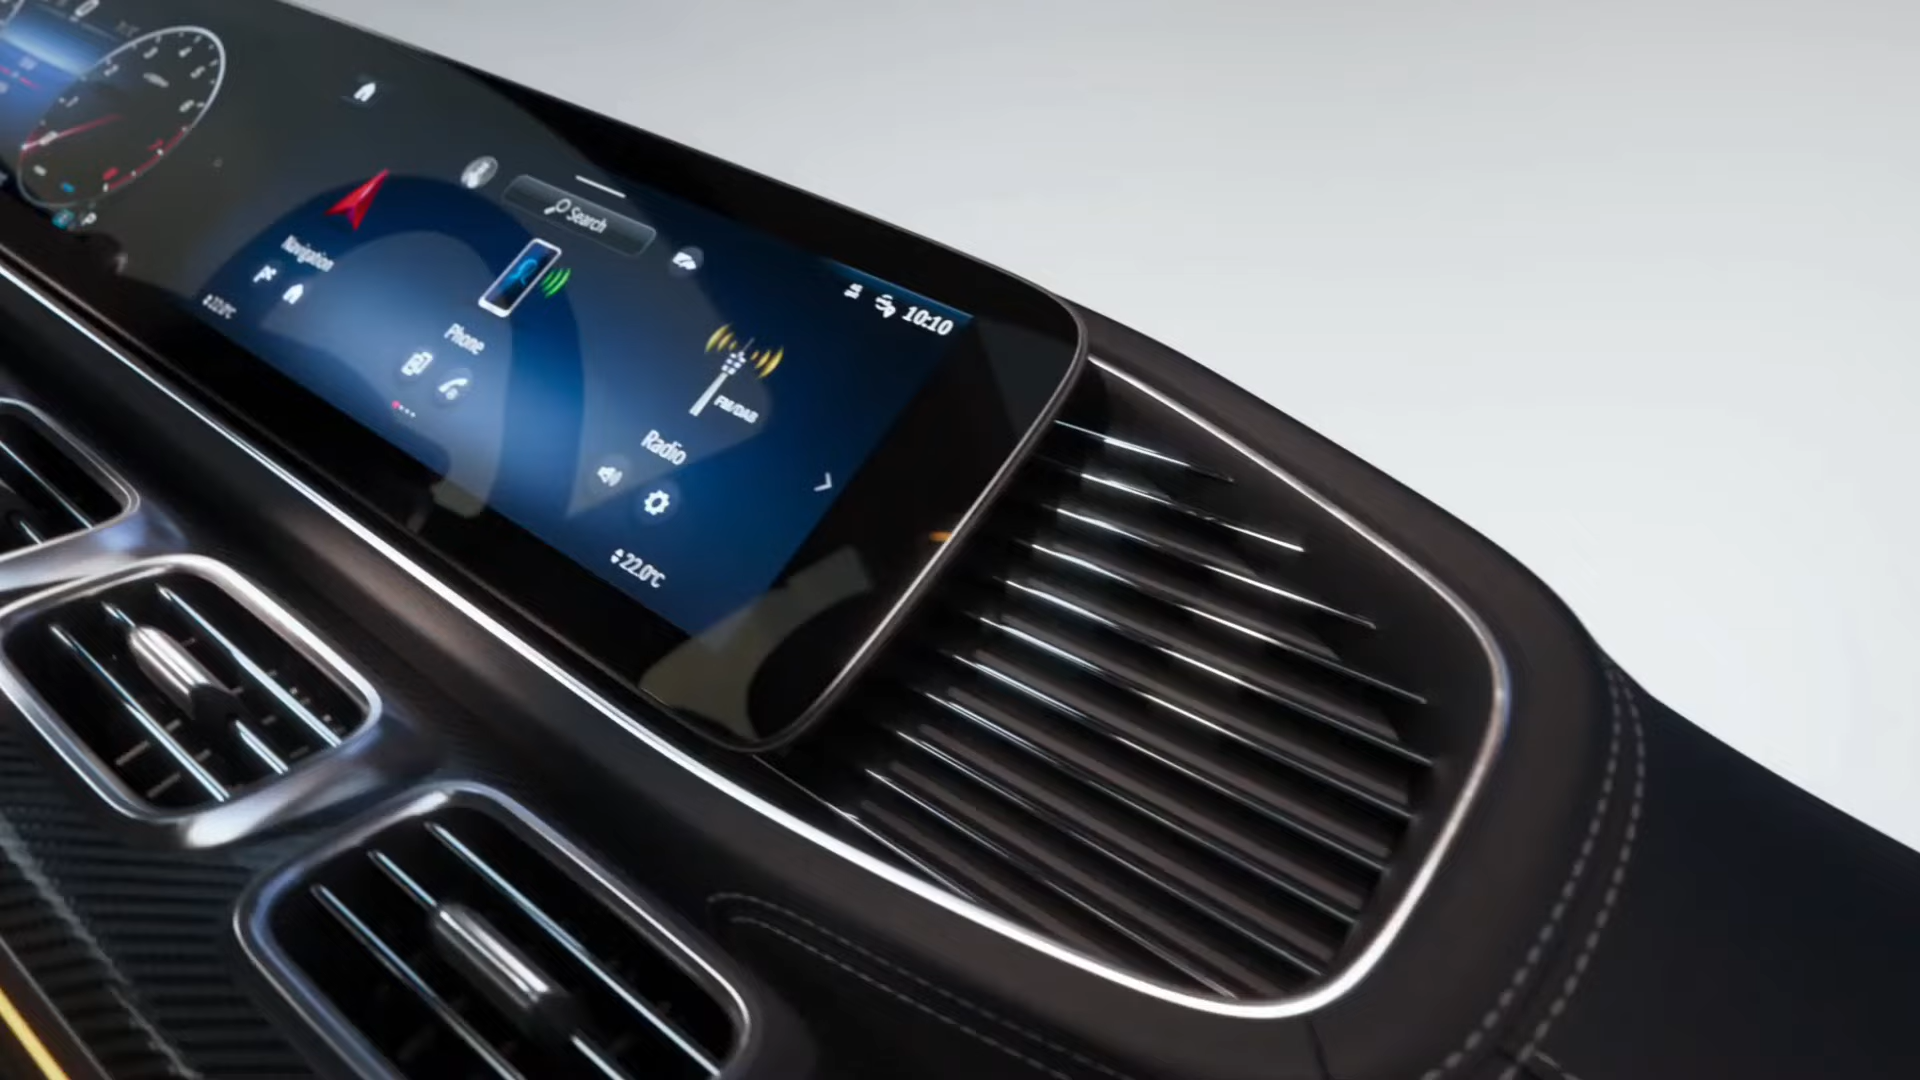 Search
10:10
Navigation
Phone
FM/DAB
Radio
22.0°C
22.0°C